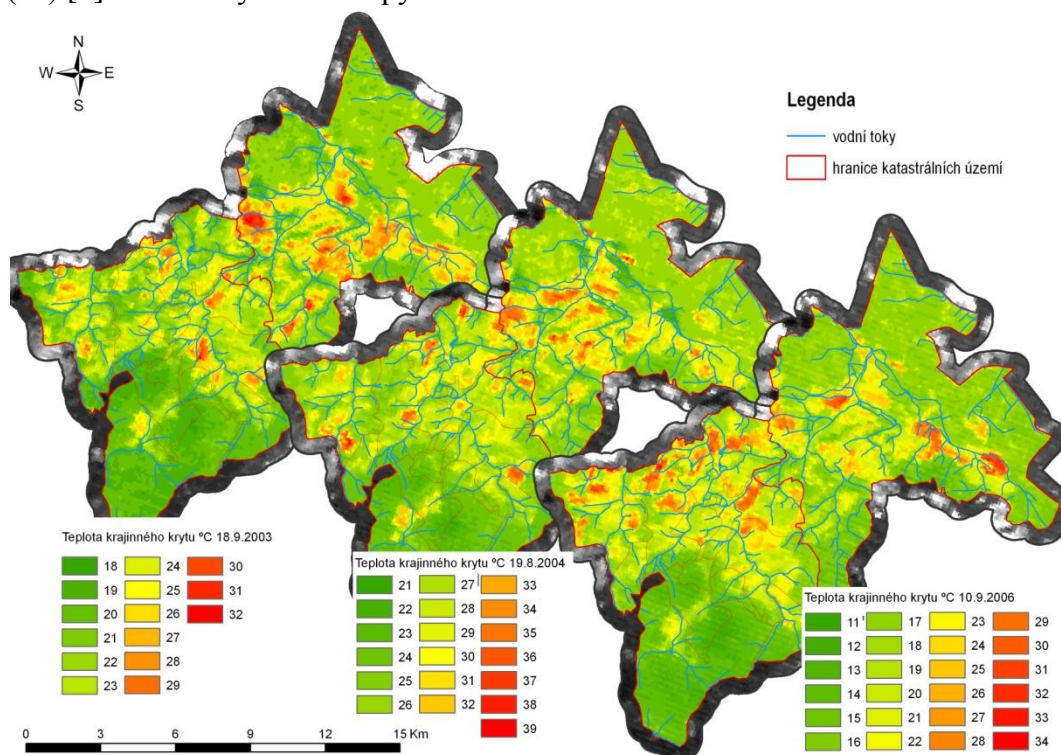 N
W E
S
Legenda
vodní toky
hranice katastrálních území
Teplota krajinného krytu ºC 18.9.2003
18 24 30
19 25 31
20 26 32
21 27
22 28
23 29
Teplota krajinného krytu ºC 19.8.2004
21 27 33
22 28 34
23 29 35
24 30 36
25 31 37
26 32 38
39
Teplota krajinného krytu ºC 10.9.2006
11 17 23 29
12 18 24 30
13 19 25 31
14 20 26 32
15 21 27 33
16 22 28 34
0 3 6 9 12 15 Km